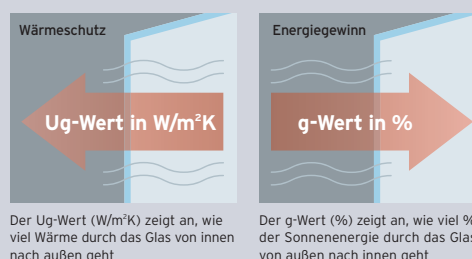 Wärmeschutz
Ug-Wert in W/m²K
Der Ug-Wert (W/m²K) zeigt an, wie
viel Wärme durch das Glas von innen
nach außen geht
Energiegewinn
g-Wert in %
Der g-Wert (%) zeigt an, wie viel %
der Sonnenenergie durch das Glas
von außen nach innen geht